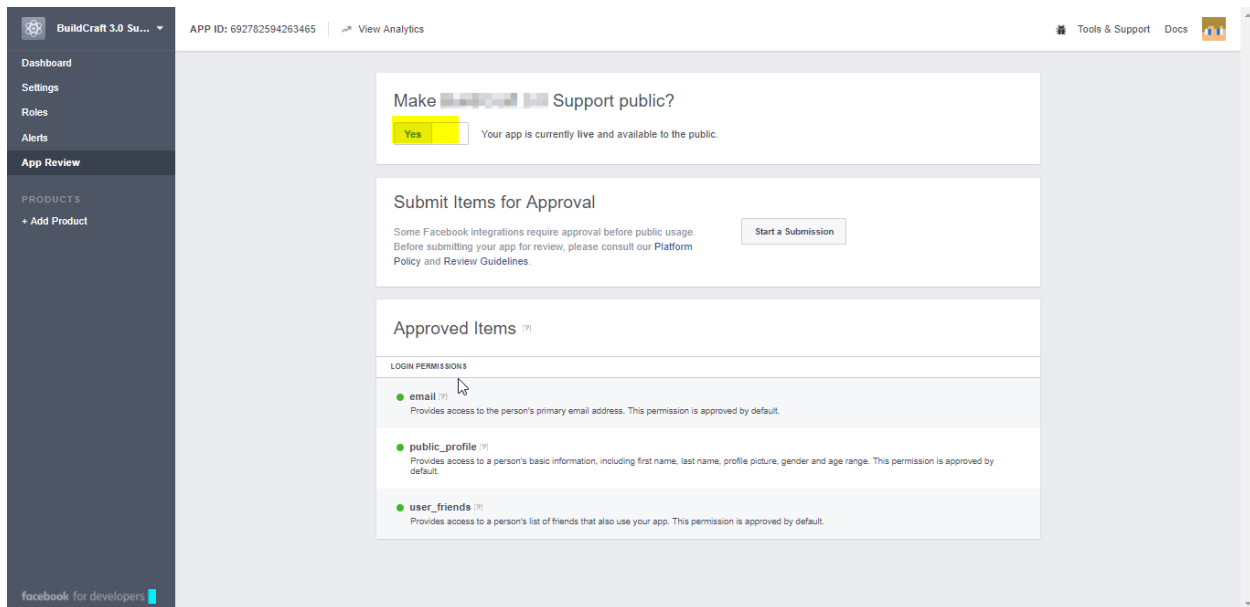 BuildCraft 3.0 Su...
APP ID: 692782594263465
View Analytics
Tools & Support
Docs
Dashboard
Settings
Roles
Alerts
App Review
PRODUCTS
+ Add Product
facebook for developers
Make
Support public?
Yes
Your app is currently live and available to the public.
Submit Items for Approval
Some Facebook integrations require approval before public usage.
Before submitting your app for review, please consult our Platform
Policy and Review Guidelines.
Start a Submission
Approved Items [?]
LOGIN PERMISSIONS
email [?]
Provides access to the person's primary email address. This permission is approved by default.
public_profile [?]
Provides access to a person's basic information, including first name, last name, profile picture, gender and age range. This permission is approved by
default.
user_friends [?]
Provides access to a person's list of friends that also use your app. This permission is approved by default.